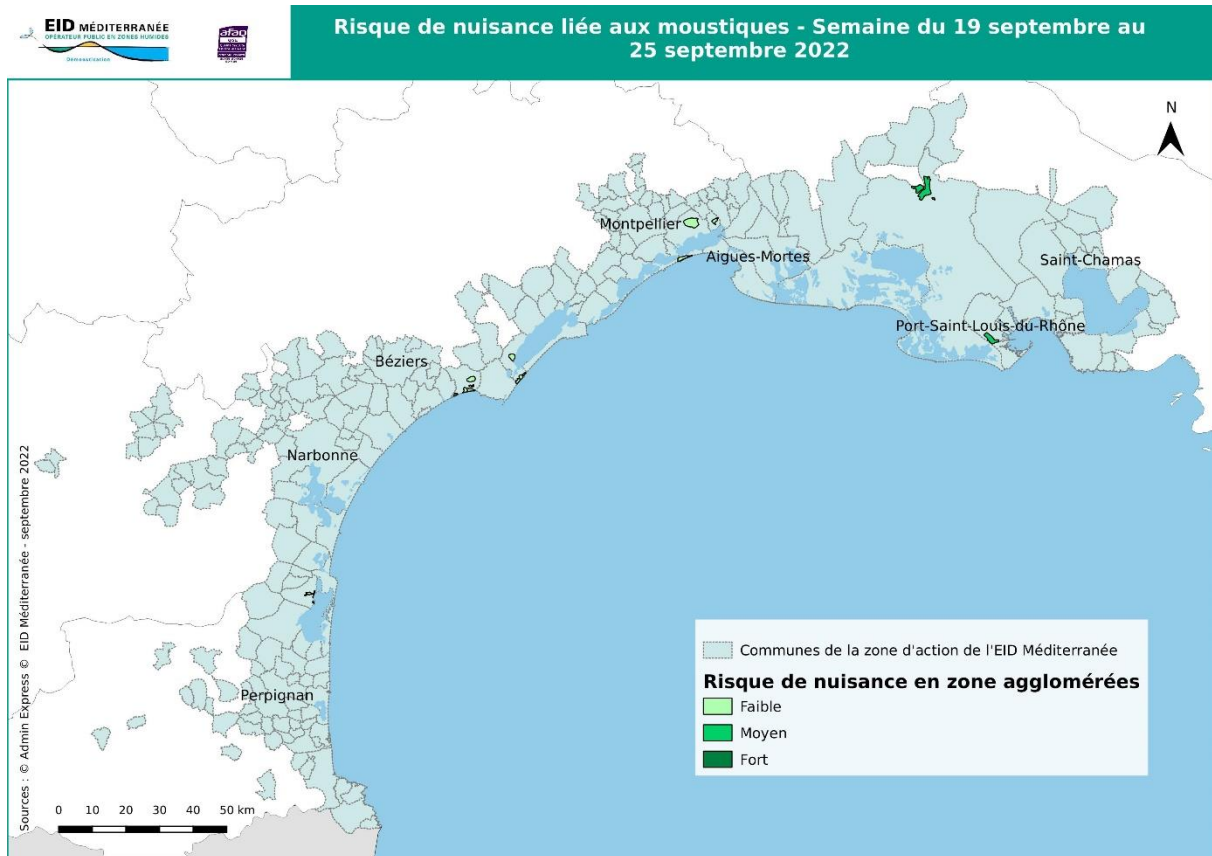 EID MÉDITERRANÉE
OPÉRATEUR PUBLIC EN ZONES HUMIDES
Démoustication
afaq
Risque de nuisance liée aux moustiques - Semaine du 19 septembre au
25 septembre 2022
N
Montpellier
Aigues-Mortes
Saint-Chamas
Port-Saint-Louis-du-Rhône
Béziers
Narbonne
Perpignan
Communes de la zone d'action de l'EID Méditerranée
Risque de nuisance en zone agglomérées
Faible
Moyen
Fort
0 10 20 30 40 50 km
Sources : © Admin Express © EID Méditerranée - septembre 2022